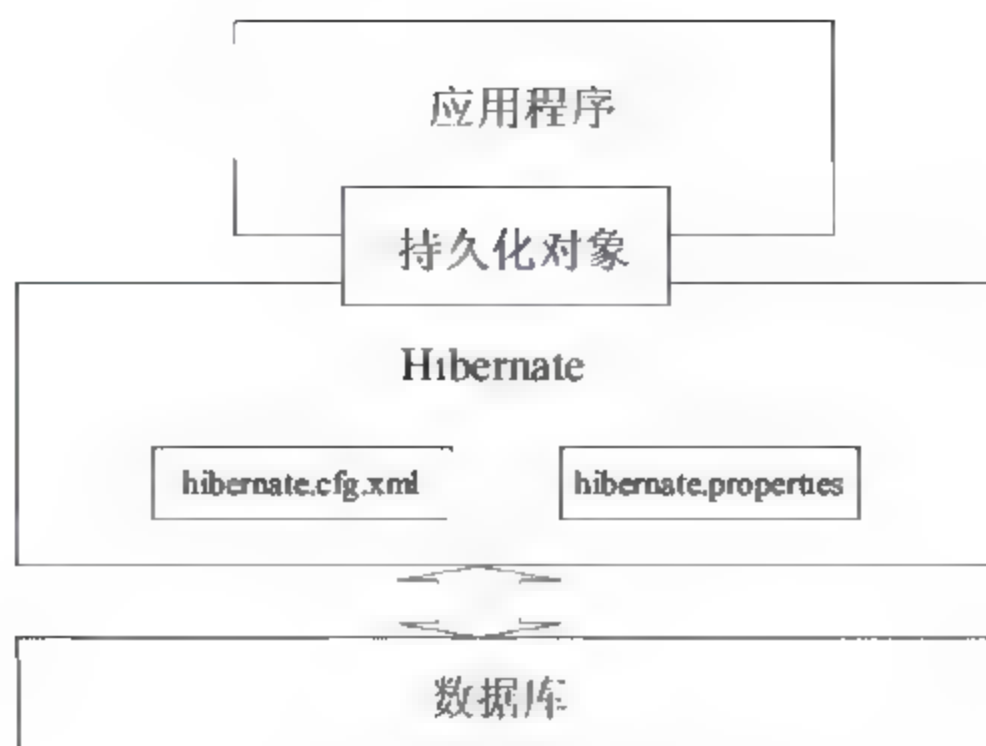 应用程序
持久化对象
Hibernate
hibernate.cfg.xml
hibernate.properties
数据库